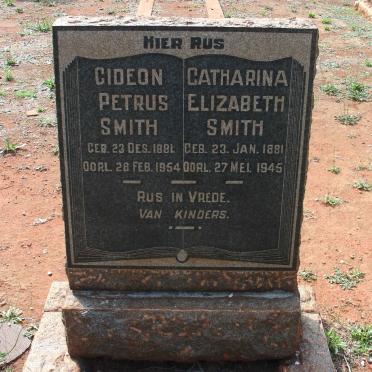 HIER RUS
GIDEON
PETRUS
SMITH
GEB. 23 DES. 1881.
OORL. 28 FEB. 1954
CATHARINA
ELIZABETH
SMITH
GEB. 23. JAN. 1881
OORL. 27 MEI. 1945
RUS IN VREDE.
VAN KINDERS.